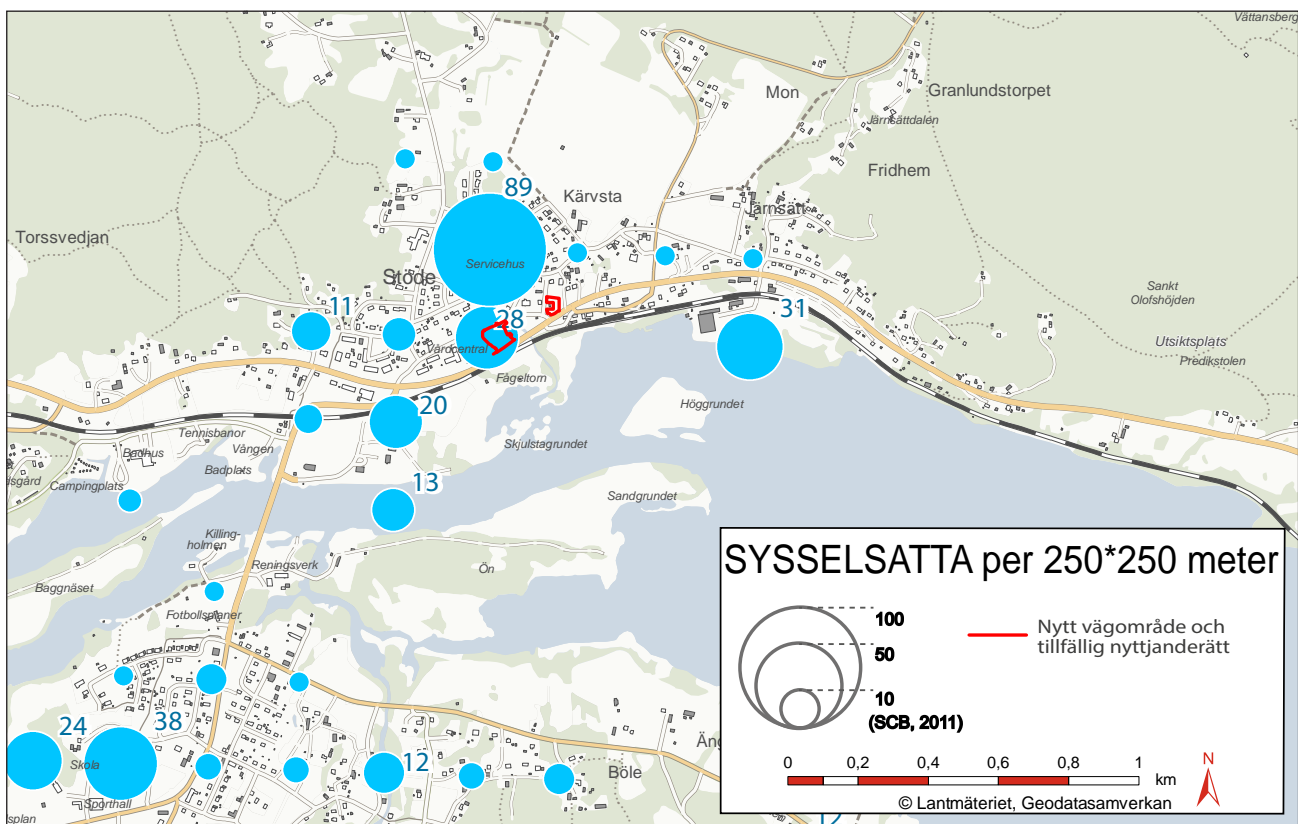 Vättansberg
Mon
Granlundstorpet
Järnsättdalen
Fridhem
89
Kärvsta
Torssvedjan
Servicehus
Stöde
Sankt
Olofshöjden
11
28
31
Utsiktsplats
Vårdcentral
Predikstolen
Fågeltorn
20
Höggrundet
Tennisbanor
Skjulstagrundet
Badhus
Vången
Badplats
Campingplats
13
Sandgrundet
Killing-
holmen
Reningsverk
Ön
Baggnäset
Fotbollsplaner
24
38
Skola
12
Böle
Sporthall
splan
SYSSELSATTA per 250*250 meter
100
50
10
(SCB, 2011)
Nytt vägområde och
tillfällig nyttjanderätt
0
0,2
0,4
0,6
0,8
1
km
N
© Lantmäteriet, Geodatasamverkan